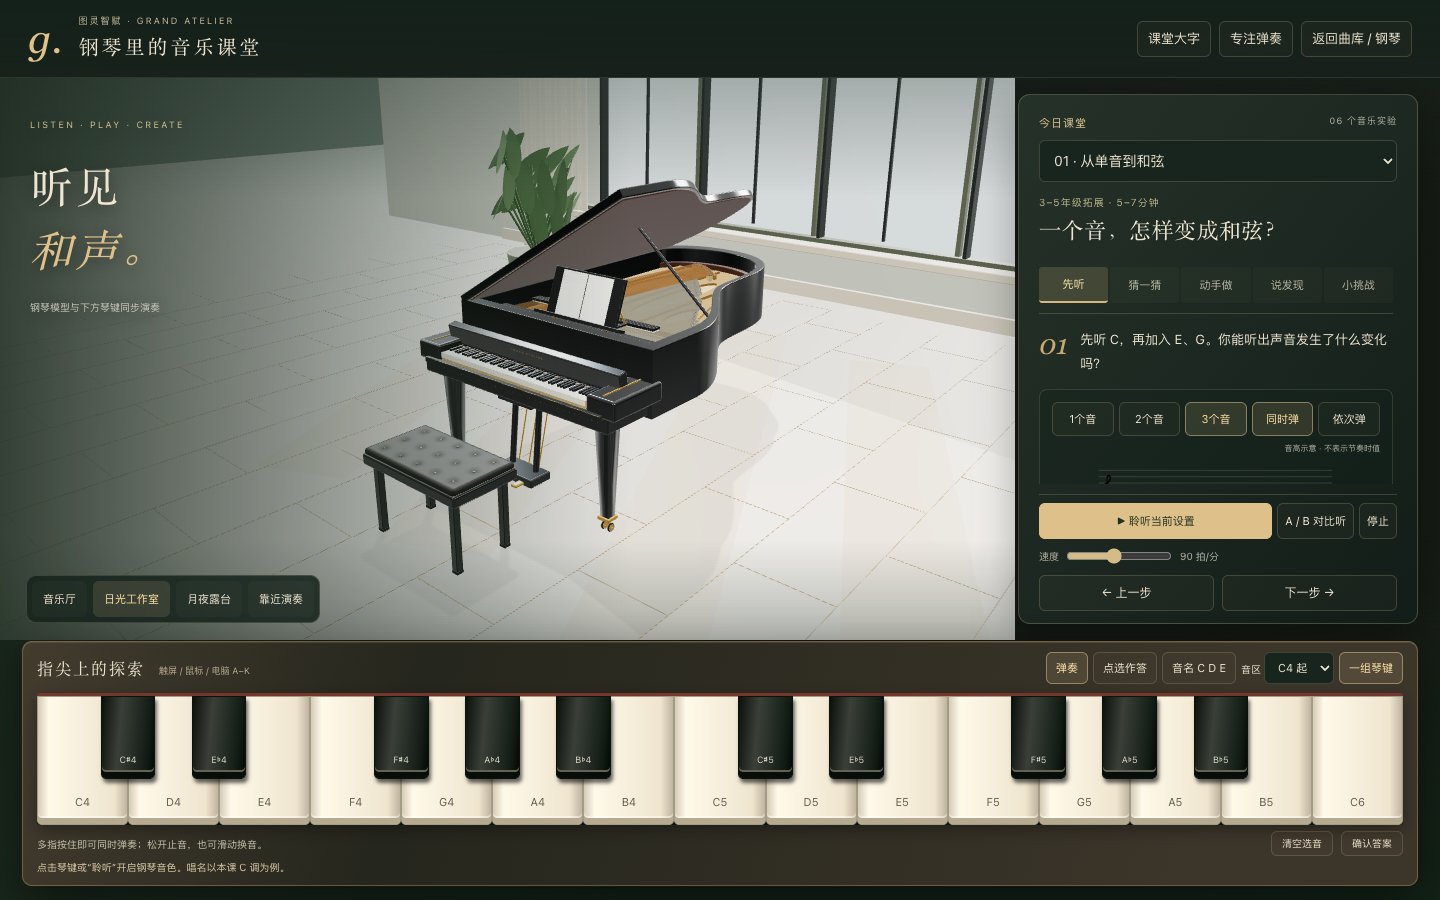 g.
图灵智赋 · GRAND ATELIER
钢琴里的音乐课堂
课堂大字
专注弹奏
返回曲库 / 钢琴
LISTEN · PLAY · CREATE
听见
和声。
钢琴模型与下方琴键同步演奏
音乐厅
日光工作室
月夜露台
靠近演奏
今日课堂
06 个音乐实验
01 · 从单音到和弦
3–5年级拓展 · 5–7分钟
一个音，怎样变成和弦？
先听
猜一猜
动手做
说发现
小挑战
01
先听 C，再加入 E、G。你能听出声音发生了什么变化
吗？
1个音
2个音
3个音
同时弹
依次弹
音高示意 · 不表示节奏时值
▶ 聆听当前设置
A / B 对比听
停止
速度
90 拍/分
← 上一步
下一步 →
指尖上的探索
触屏 / 鼠标 / 电脑 A–K
弹奏
点选作答
音名 C D E
音区
C4 起
一组琴键
C♯4
E♭4
F♯4
A♭4
B♭4
C♯5
E♭5
F♯5
A♭5
B♭5
C4
D4
E4
F4
G4
A4
B4
C5
D5
E5
F5
G5
A5
B5
C6
多指按住即可同时弹奏；松开止音，也可滑动换音。
点击琴键或“聆听”开启钢琴音色。唱名以本课 C 调为例。
清空选音
确认答案